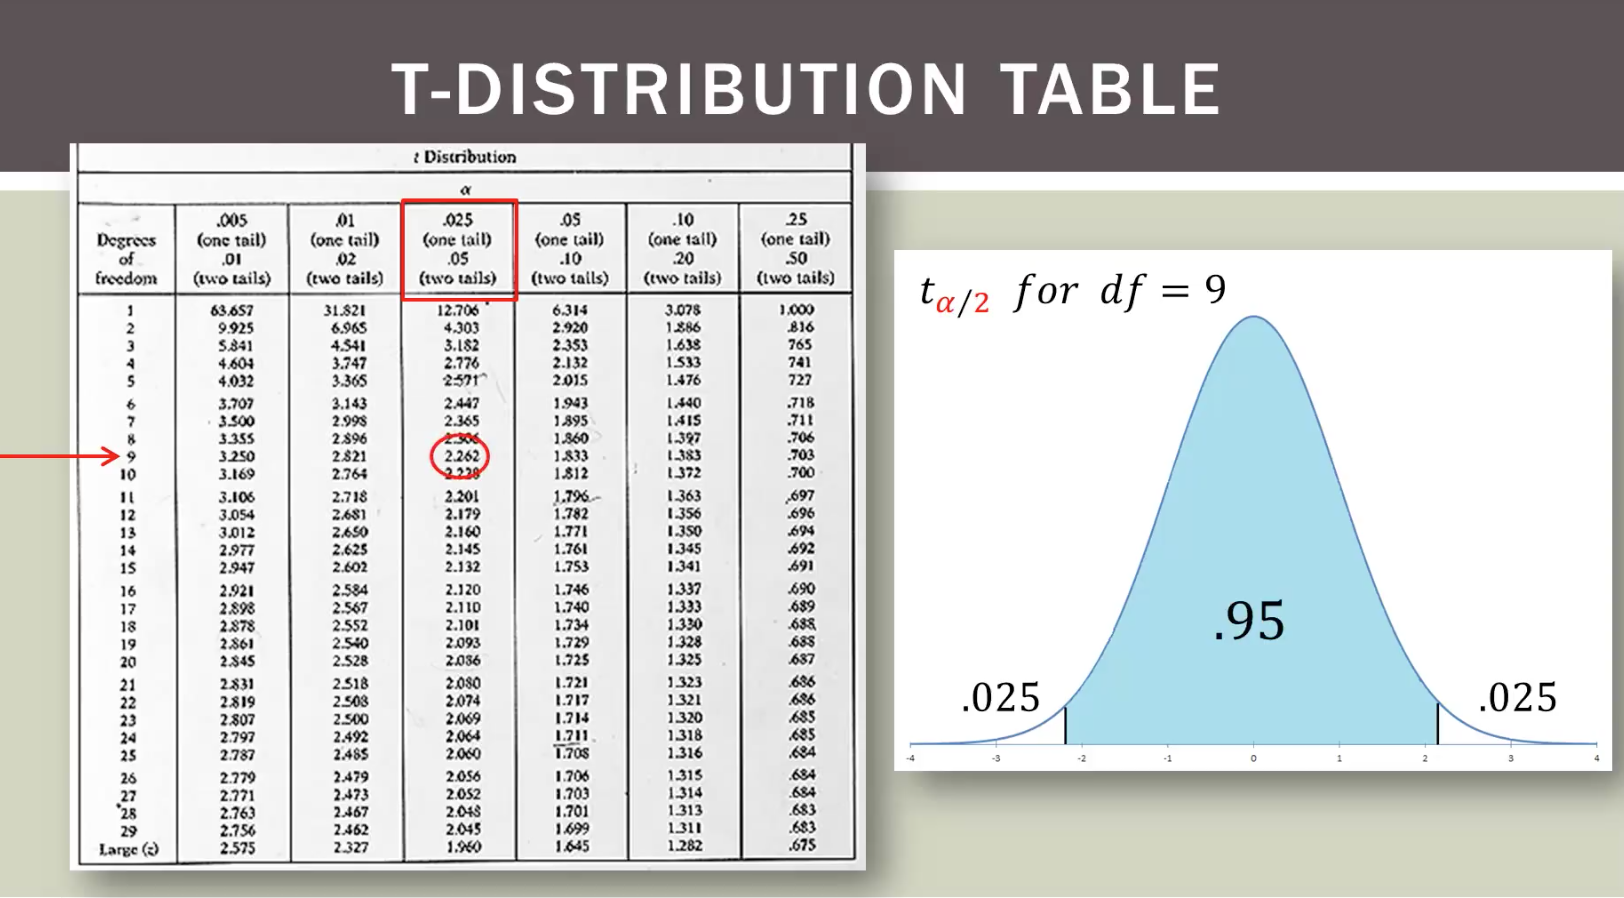 T-DISTRIBUTION TABLE
t Distribution
α
Degrees of freedom | .005 (one tail) .01 (two tails) | .01 (one tail) .02 (two tails) | .025 (one tail) .05 (two tails) | .05 (one tail) .10 (two tails) | .10 (one tail) .20 (two tails) | .25 (one tail) .50 (two tails)
1 63.657 31.821 12.706 6.314 3.078 1.000
2 9.925 6.965 4.303 2.920 1.886 .816
3 5.841 4.541 3.182 2.353 1.638 765
4 4.604 3.747 2.776 2.132 1.533 741
5 4.032 3.365 2.571 2.015 1.476 727
6 3.707 3.143 2.447 1.943 1.440 .718
7 3.500 2.998 2.365 1.895 1.415 .711
8 3.355 2.896 2.306 1.860 1.397 .706
9 3.250 2.821 2.262 1.833 1.383 .703
10 3.169 2.764 2.228 1.812 1.372 .700
11 3.106 2.718 2.201 1.796 1.363 .697
12 3.054 2.681 2.179 1.782 1.356 .696
13 3.012 2.650 2.160 1.771 1.350 .694
14 2.977 2.625 2.145 1.761 1.345 .692
15 2.947 2.602 2.132 1.753 1.341 .691
16 2.921 2.584 2.120 1.746 1.337 .690
17 2.898 2.567 2.110 1.740 1.333 .689
18 2.878 2.552 2.101 1.734 1.330 .688
19 2.861 2.540 2.093 1.729 1.328 .688
20 2.845 2.528 2.086 1.725 1.325 .687
21 2.831 2.518 2.080 1.721 1.323 .686
22 2.819 2.508 2.074 1.717 1.321 .686
23 2.807 2.500 2.069 1.714 1.320 .685
24 2.797 2.492 2.064 1.711 1.318 .685
25 2.787 2.485 2.060 1.708 1.316 .684
26 2.779 2.479 2.056 1.706 1.315 .684
27 2.771 2.473 2.052 1.703 1.314 .684
28 2.763 2.467 2.048 1.701 1.313 .683
29 2.756 2.462 2.045 1.699 1.311 .683
Large (z) 2.575 2.327 1.960 1.645 1.282 .675
tα/2 for df = 9
.95
.025 .025
-4 -3 -2 -1 0 1 2 3 4